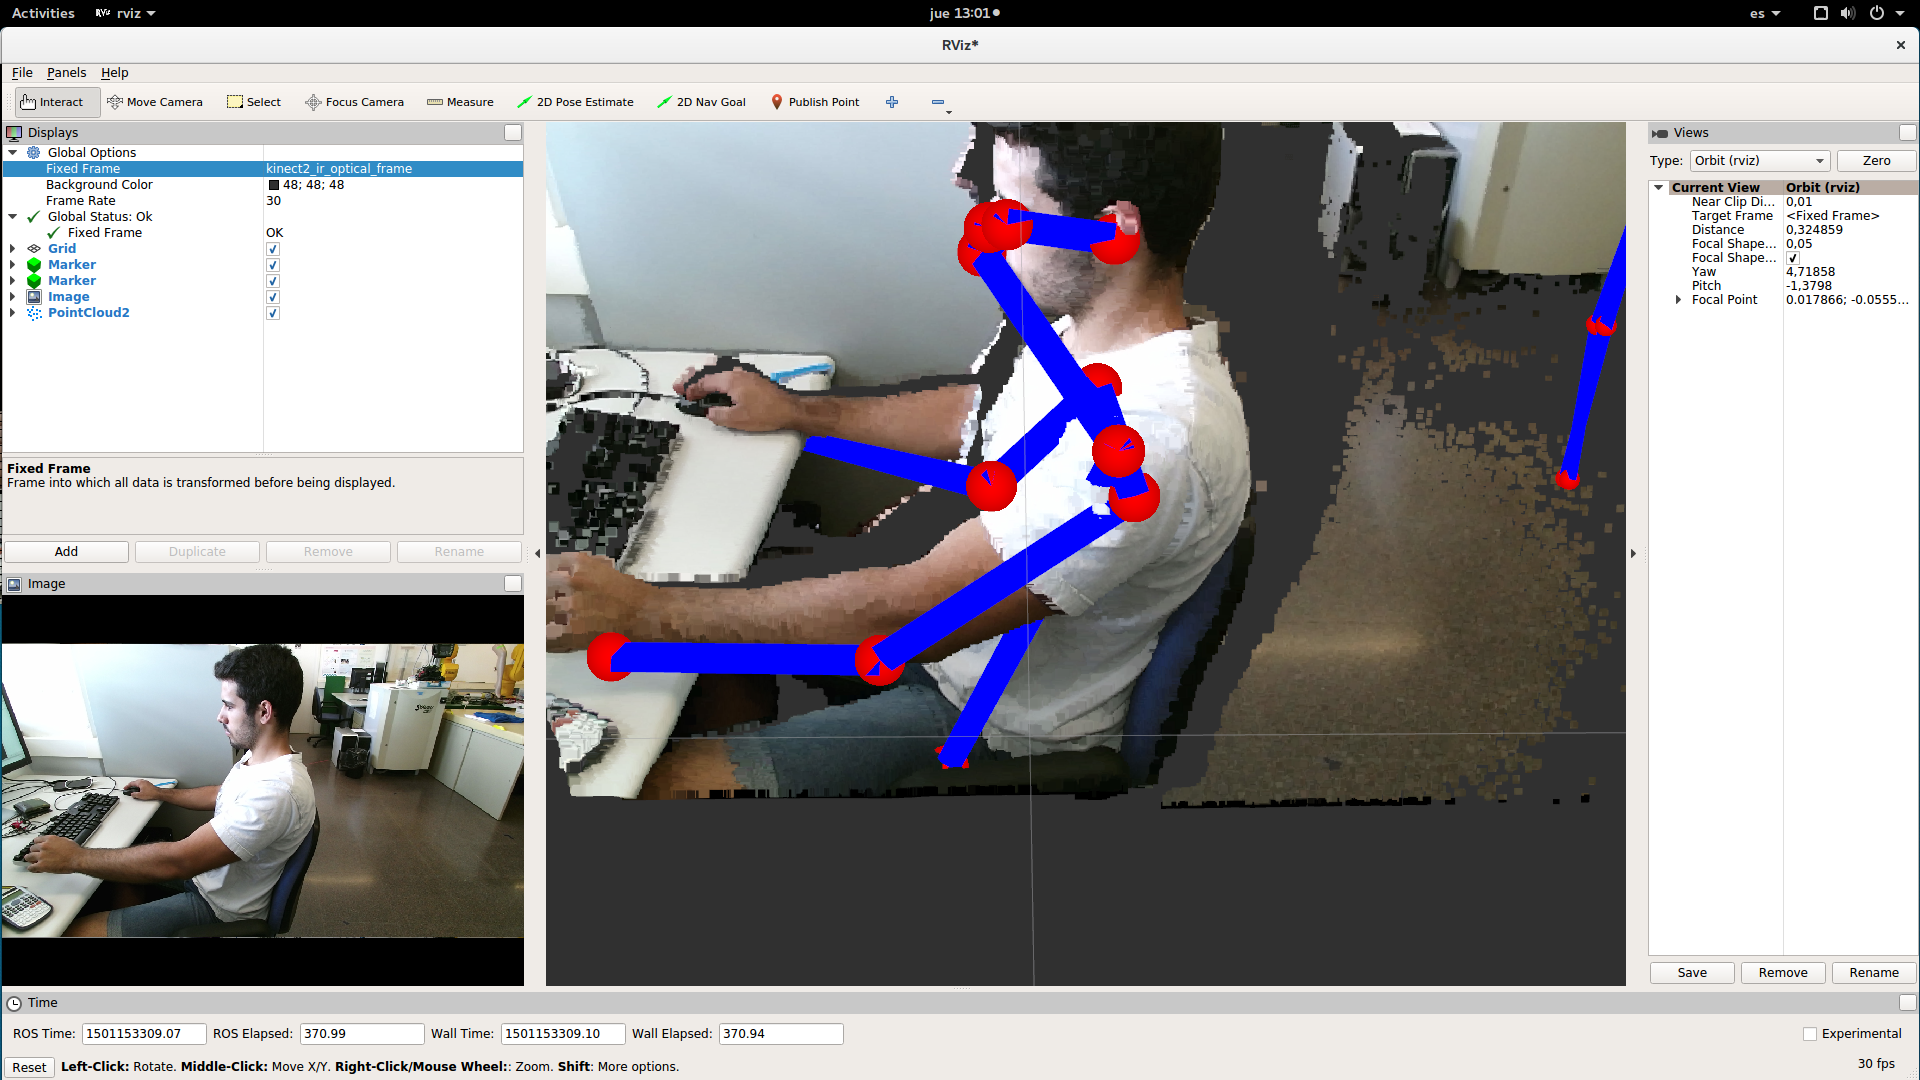 Activities
rviz
jue 13:01
es
RViz*
File Panels Help
Interact
Move Camera
Select
Focus Camera
Measure
2D Pose Estimate
2D Nav Goal
Publish Point
Displays
Global Options
Fixed Frame kinect2_ir_optical_frame
Background Color 48; 48; 48
Frame Rate 30
Global Status: Ok
Fixed Frame OK
Grid
Marker
Marker
Image
PointCloud2
Fixed Frame
Frame into which all data is transformed before being displayed.
Add Duplicate Remove Rename
Image
Views
Type: Orbit (rviz) Zero
Current View Orbit (rviz)
Near Clip Di... 0,01
Target Frame <Fixed Frame>
Distance 0,324859
Focal Shape... 0,05
Focal Shape...
Yaw 4,71858
Pitch -1,3798
Focal Point 0.017866; -0.0555...
Save Remove Rename
Time
ROS Time: 1501153309.07 ROS Elapsed: 370.99 Wall Time: 1501153309.10 Wall Elapsed: 370.94
Experimental
Reset Left-Click: Rotate. Middle-Click: Move X/Y. Right-Click/Mouse Wheel:: Zoom. Shift: More options.
30 fps